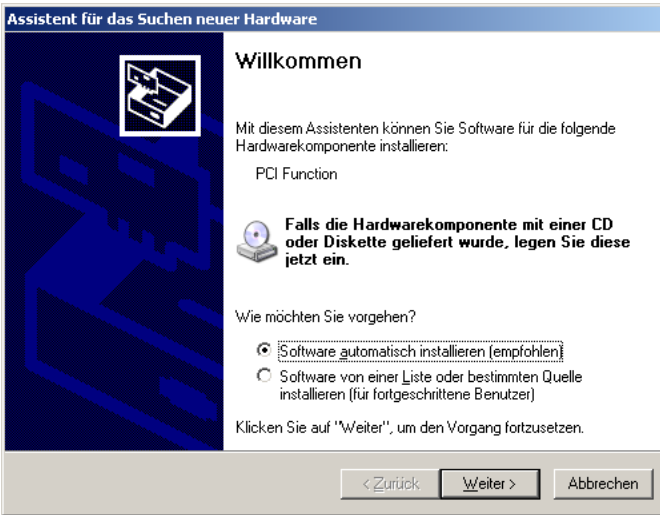 Assistent für das Suchen neuer Hardware
Willkommen
Mit diesem Assistenten können Sie Software für die folgende
Hardwarekomponente installieren:
PCI Function
Falls die Hardwarekomponente mit einer CD
oder Diskette geliefert wurde, legen Sie diese
jetzt ein.
Wie möchten Sie vorgehen?
Software automatisch installieren (empfohlen)
Software von einer Liste oder bestimmten Quelle
installieren (für fortgeschrittene Benutzer)
Klicken Sie auf "Weiter", um den Vorgang fortzusetzen.
< Zurück Weiter > Abbrechen